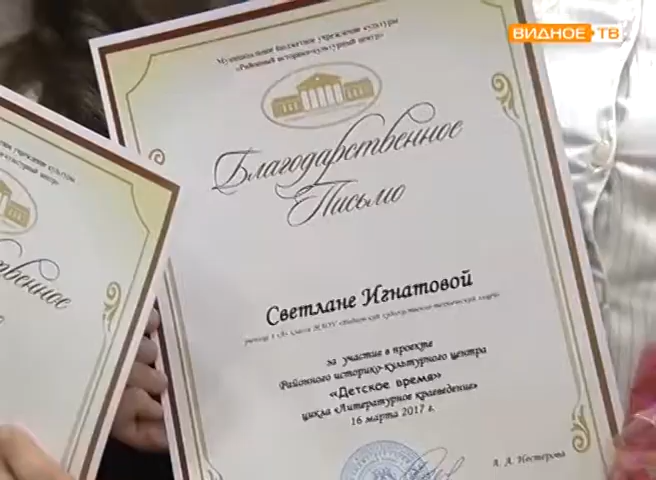 ВИДНОЕ ТВ
Муниципальное бюджетное учреждение культуры
«Районный историко-культурный центр»
Благодарственное
Письмо
Светлане Игнатовой
за участие в проекте
Районного историко-культурного центра
«Детское время»
цикла «Литературное краеведение»
16 марта 2017 г.
А. А. Нестерова